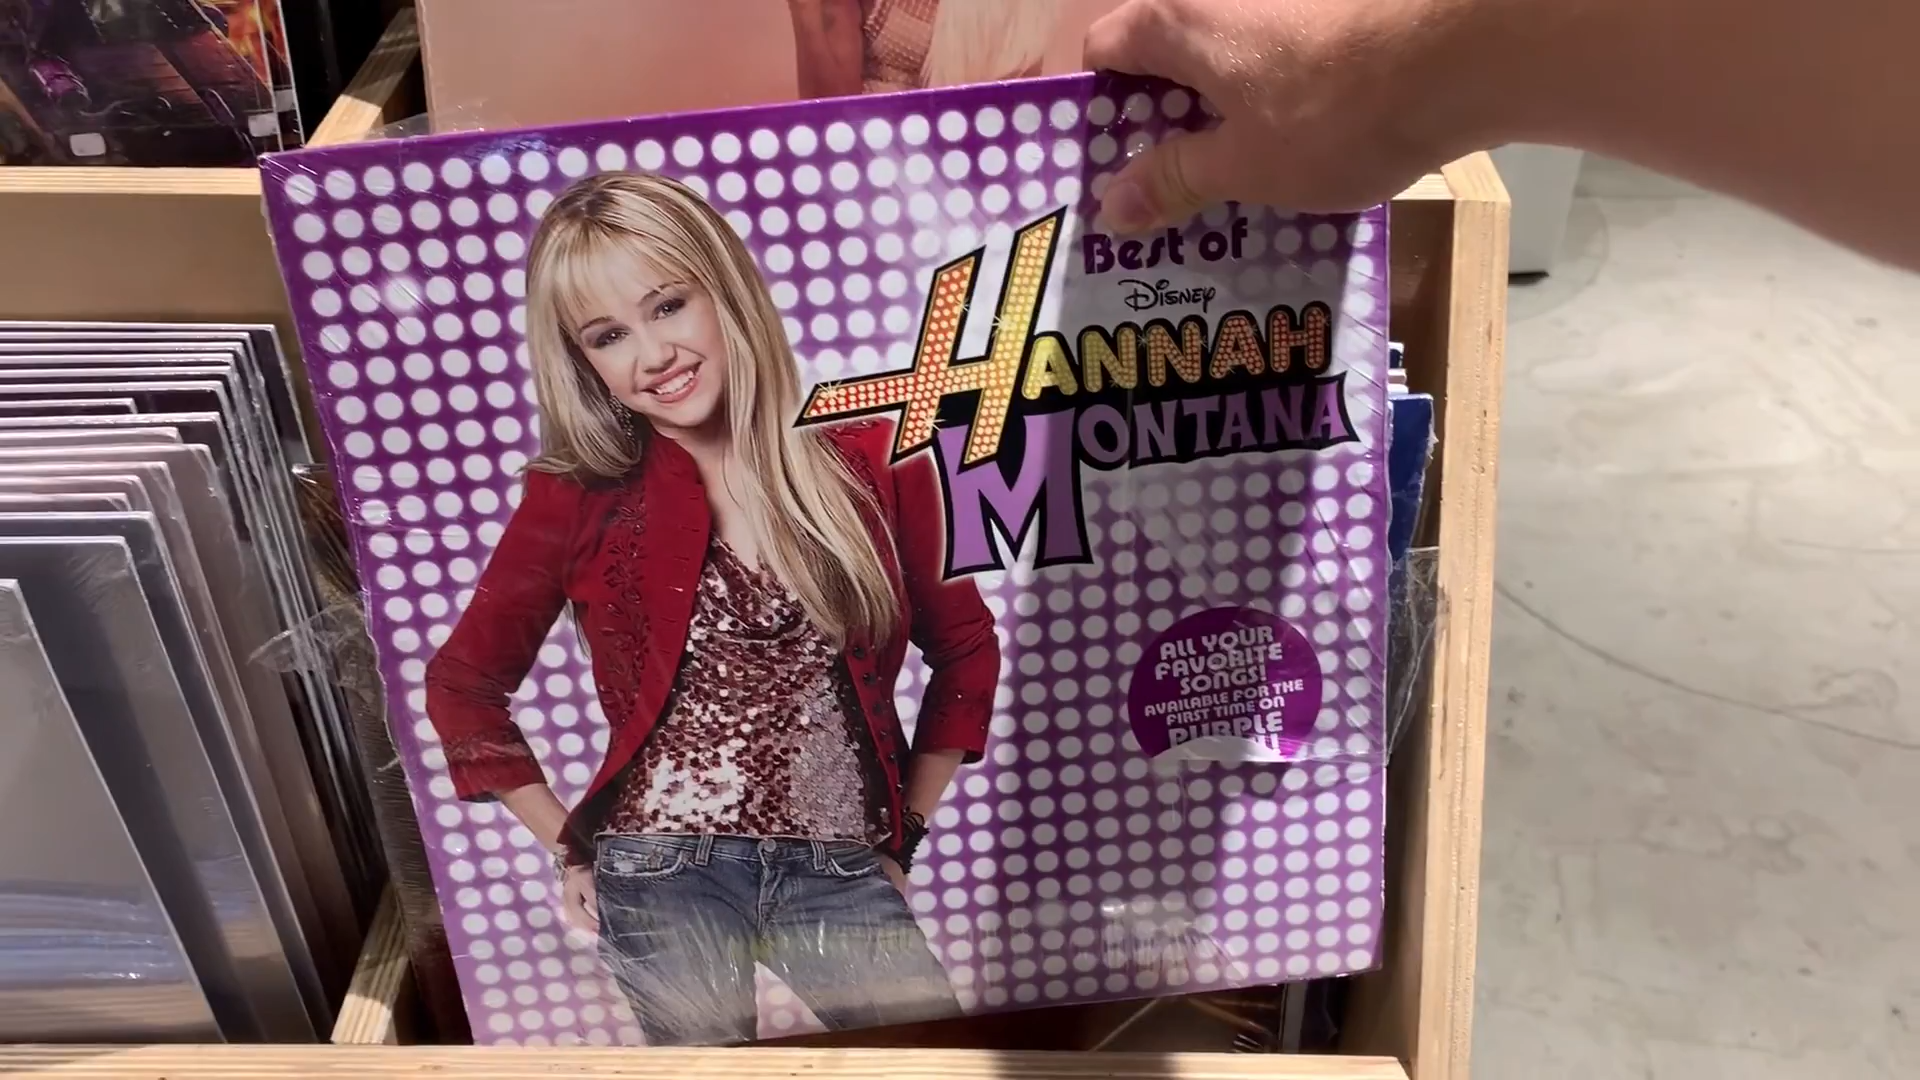 Best of
Disney
HANNAH
MONTANA
ALL YOUR
FAVORITE
SONGS!
AVAILABLE FOR THE
FIRST TIME ON
PURPLE